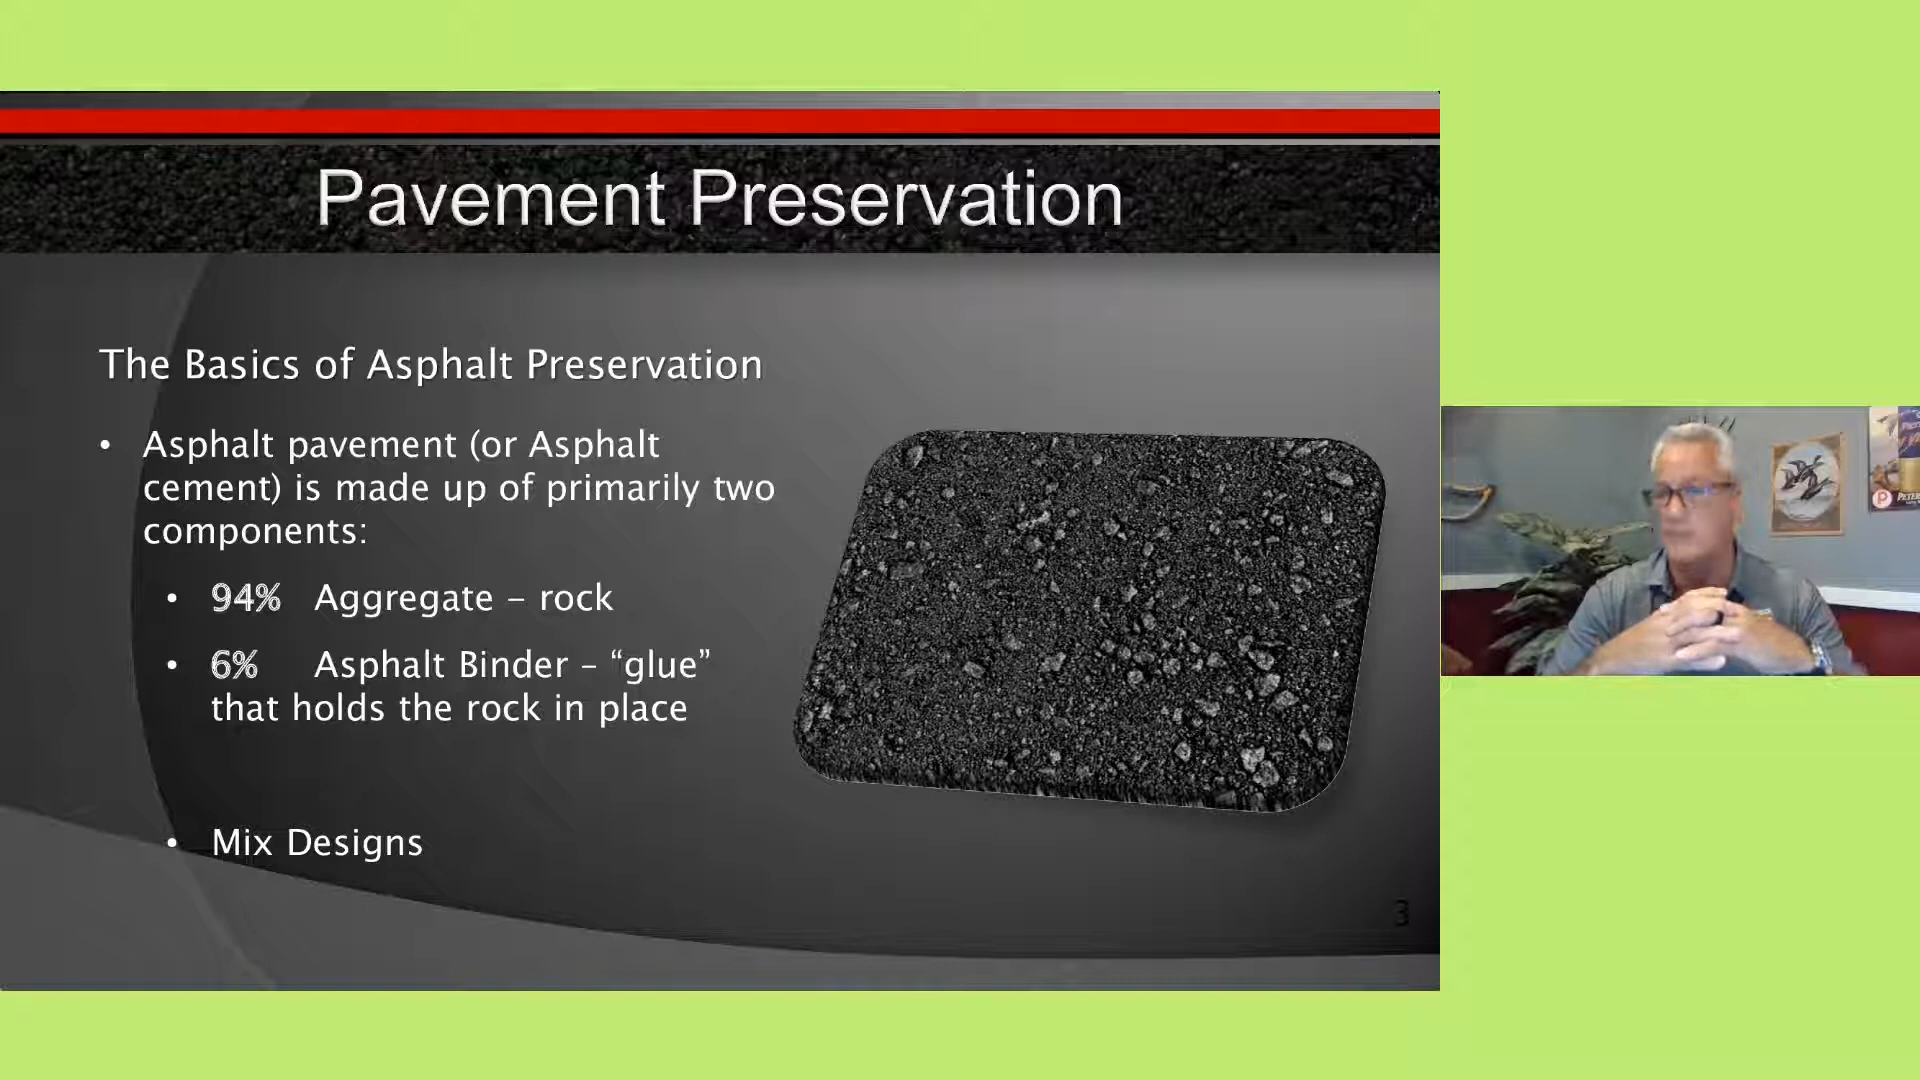 Pavement Preservation
The Basics of Asphalt Preservation
• Asphalt pavement (or Asphalt
cement) is made up of primarily two
components:
• 94% Aggregate – rock
• 6% Asphalt Binder – “glue”
that holds the rock in place
• Mix Designs
3